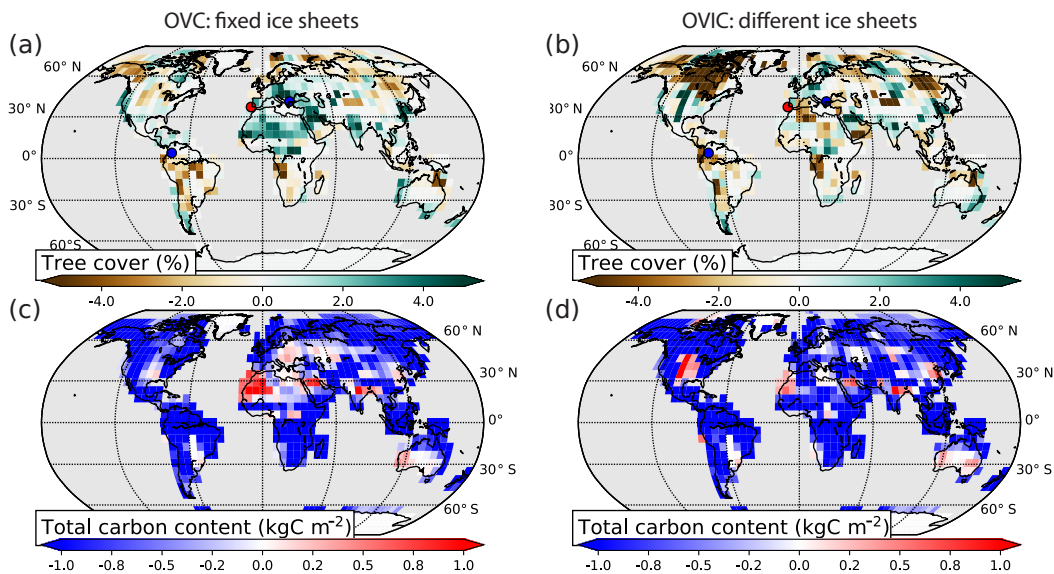 OVC: fixed ice sheets
OVIC: different ice sheets
(a)
(b)
60° N
30° N
0°
30° S
60°S
Tree cover (%)
-4.0 -2.0 0.0 2.0 4.0
60° N
30° N
0°
30° S
60°S
Tree cover (%)
-4.0 -2.0 0.0 2.0 4.0
(c)
(d)
60° N
30° N
0°
30° S
60° S
Total carbon content (kgC m⁻²)
-1.0 -0.8 -0.5 -0.2 0.0 0.2 0.5 0.8 1.0
60° N
30° N
0°
30° S
60° S
Total carbon content (kgC m⁻²)
-1.0 -0.8 -0.5 -0.2 0.0 0.2 0.5 0.8 1.0